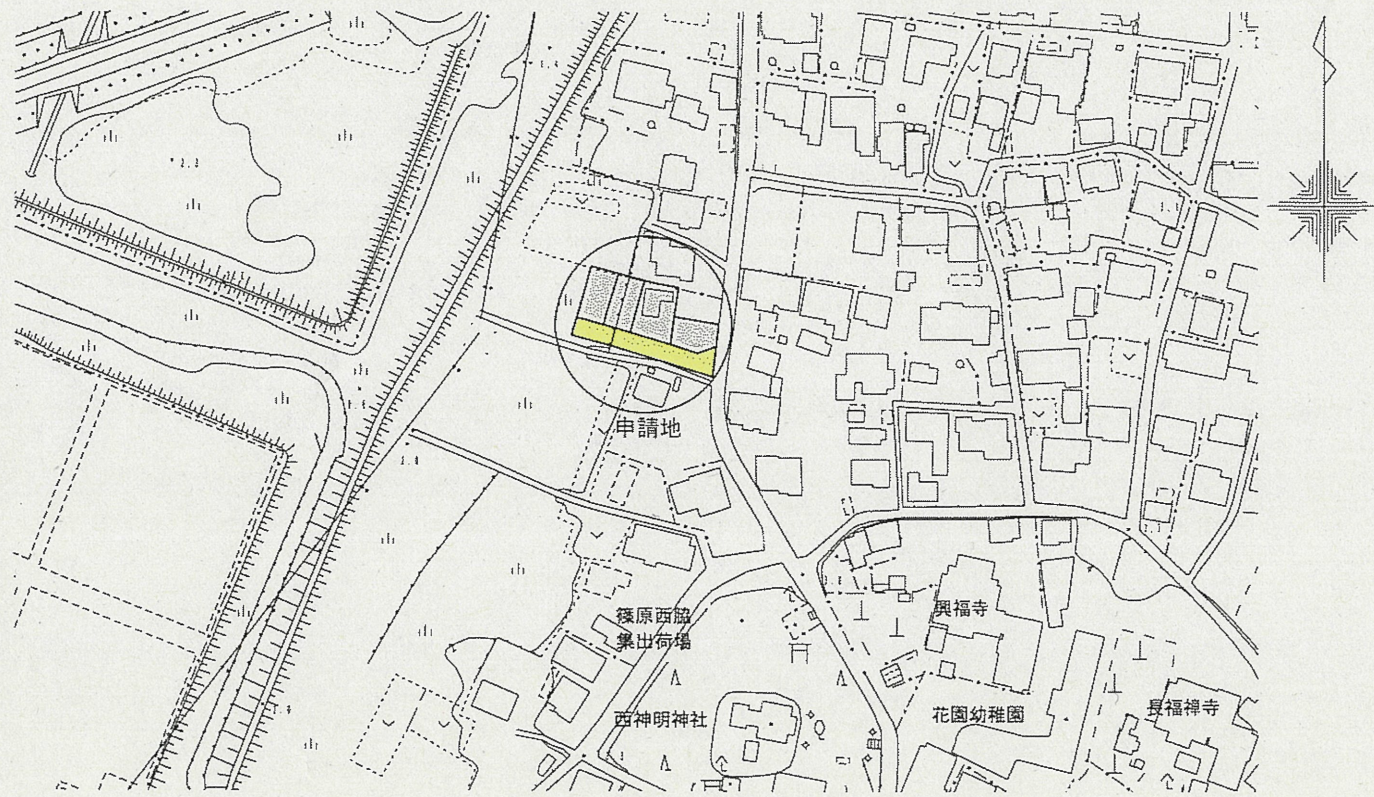 申請地
篠原西脇
集出荷場
興福寺
西神明神社
花園幼稚園
長福禅寺